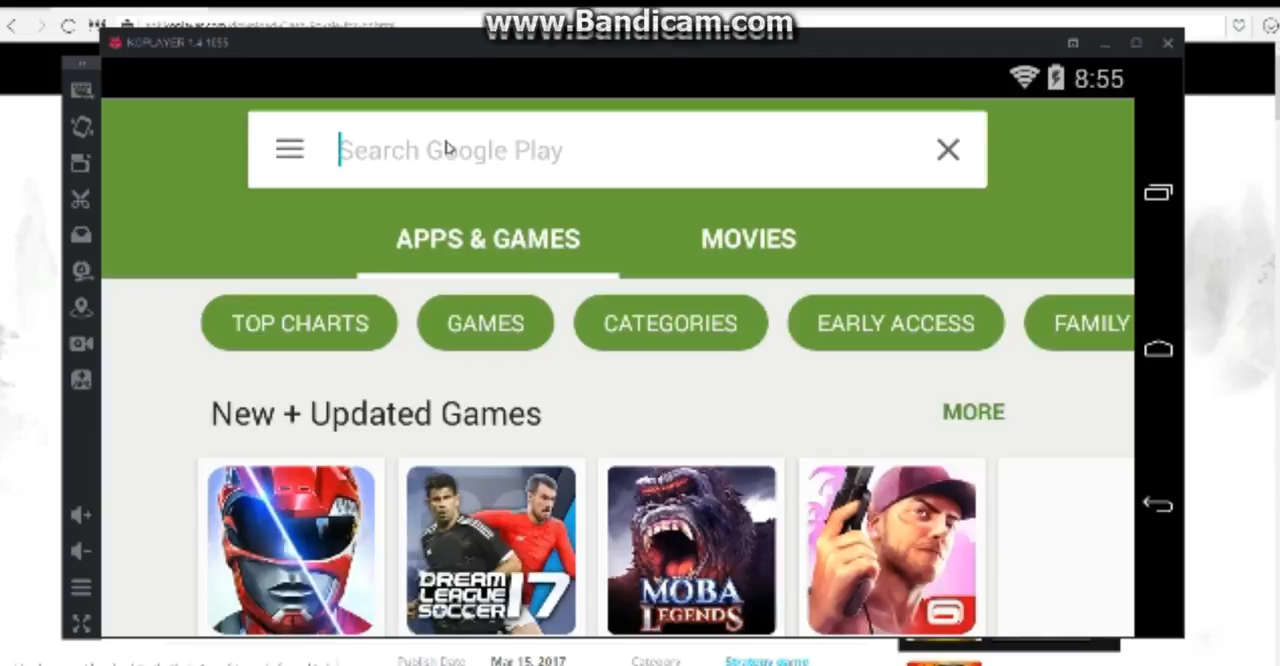 www.Bandicam.com
KOPLAYER 1.4.1055
8:55
Search Google Play
APPS & GAMES MOVIES
TOP CHARTS GAMES CATEGORIES EARLY ACCESS FAMILY
New + Updated Games MORE
DREAM
LEAGUE
SOCCER 17
MOBA
LEGENDS
Publish Date Mar 15, 2017 Category Strategy game